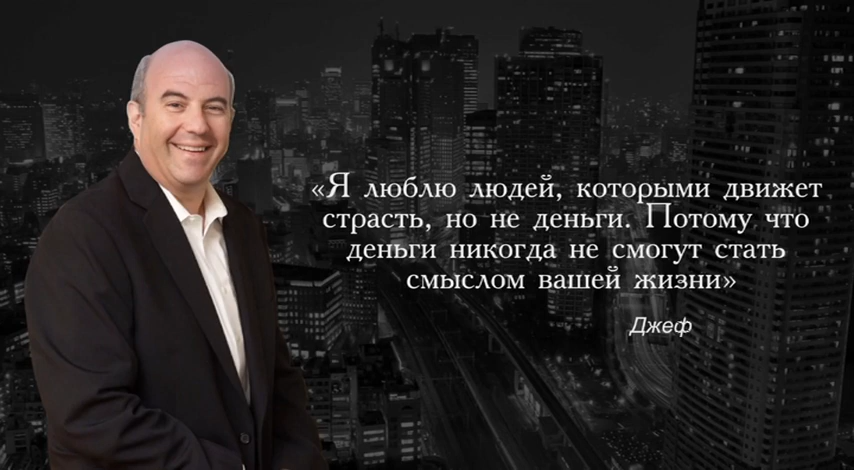 «Я люблю людей, которыми движет
страсть, но не деньги. Потому что
деньги никогда не смогут стать
смыслом вашей жизни»
Джеф